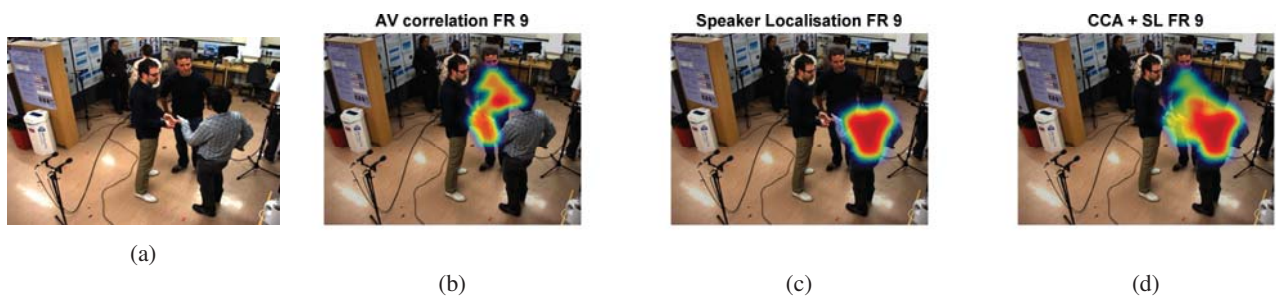 AV correlation FR 9
Speaker Localisation FR 9
CCA + SL FR 9
(a)
(b)
(c)
(d)